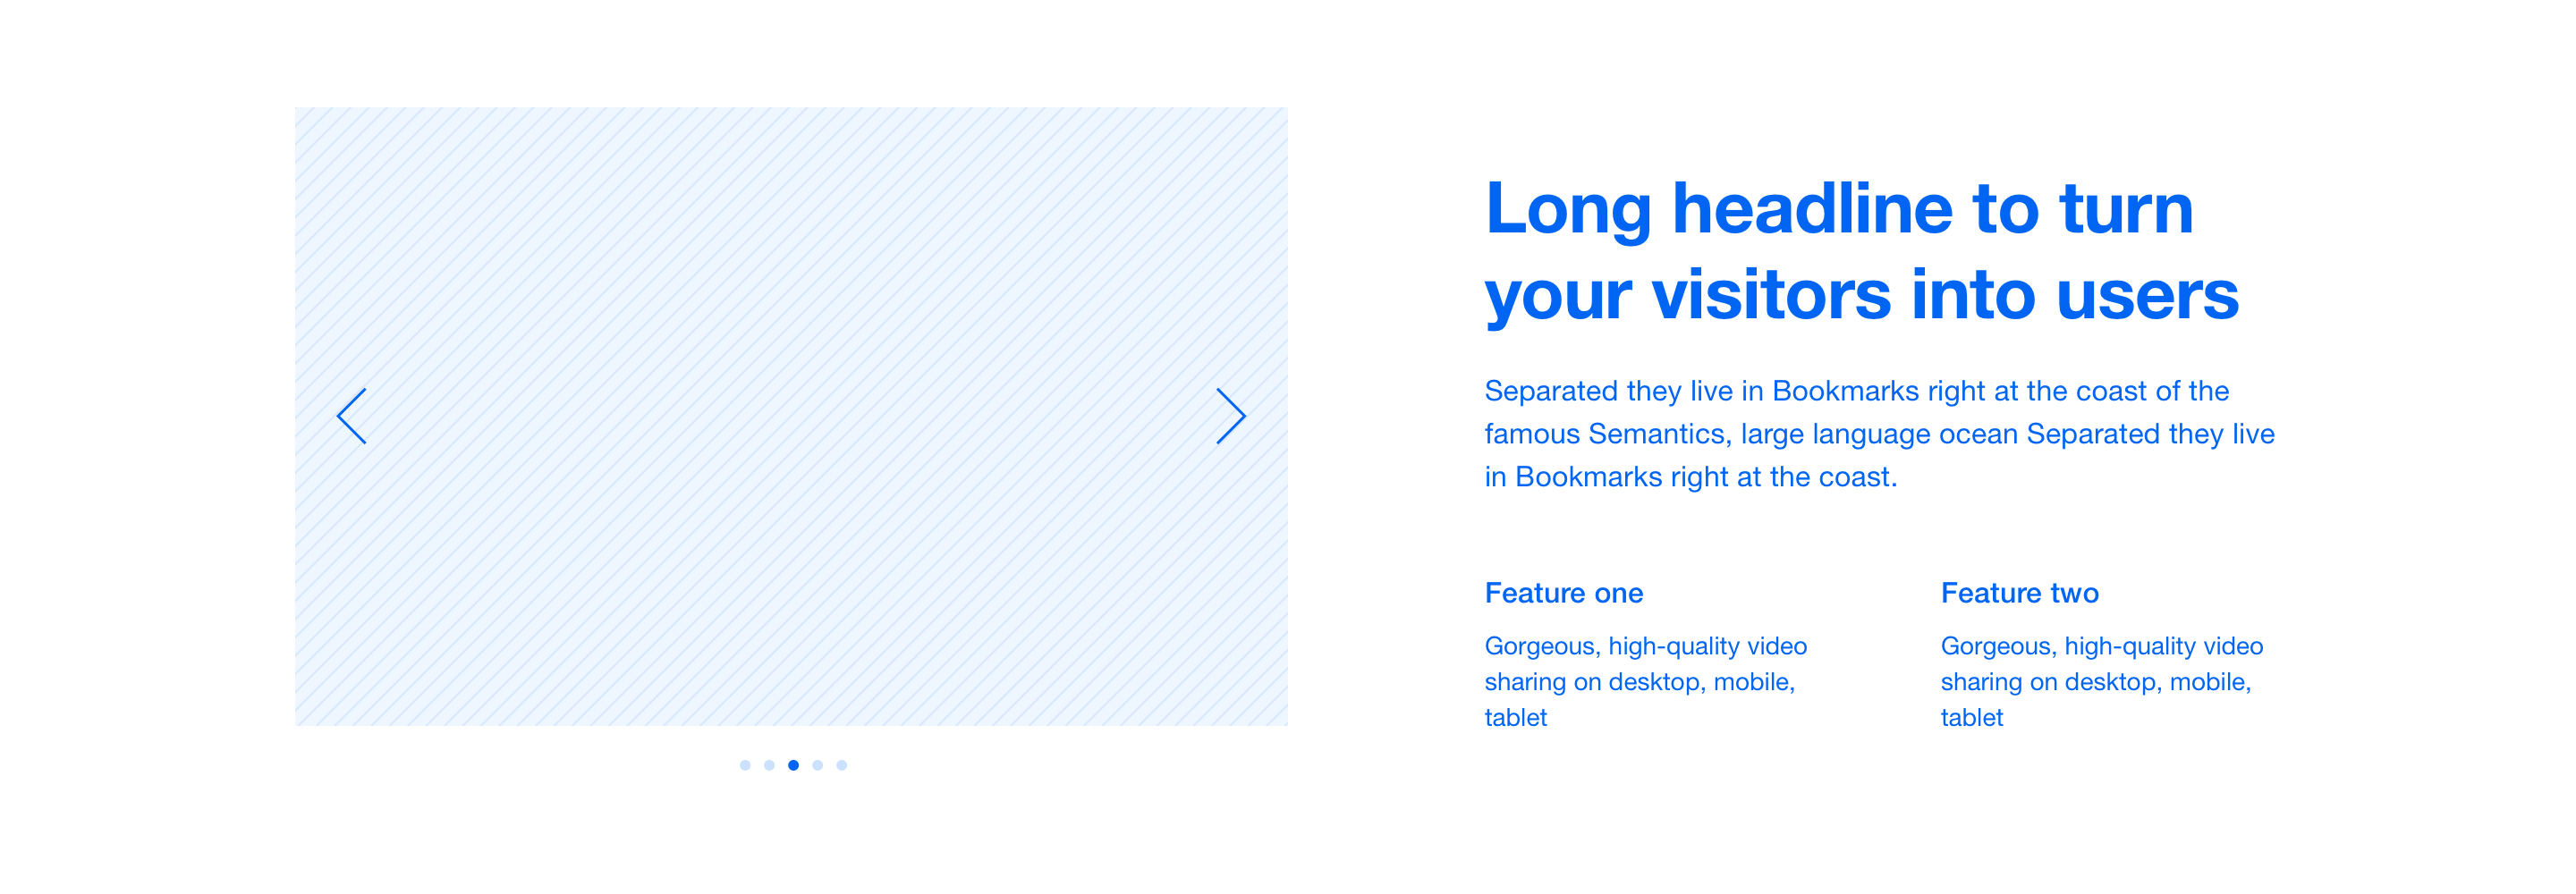 Long headline to turn
your visitors into users
Separated they live in Bookmarks right at the coast of the
famous Semantics, large language ocean Separated they live
in Bookmarks right at the coast.
Feature one
Gorgeous, high-quality video
sharing on desktop, mobile,
tablet
Feature two
Gorgeous, high-quality video
sharing on desktop, mobile,
tablet